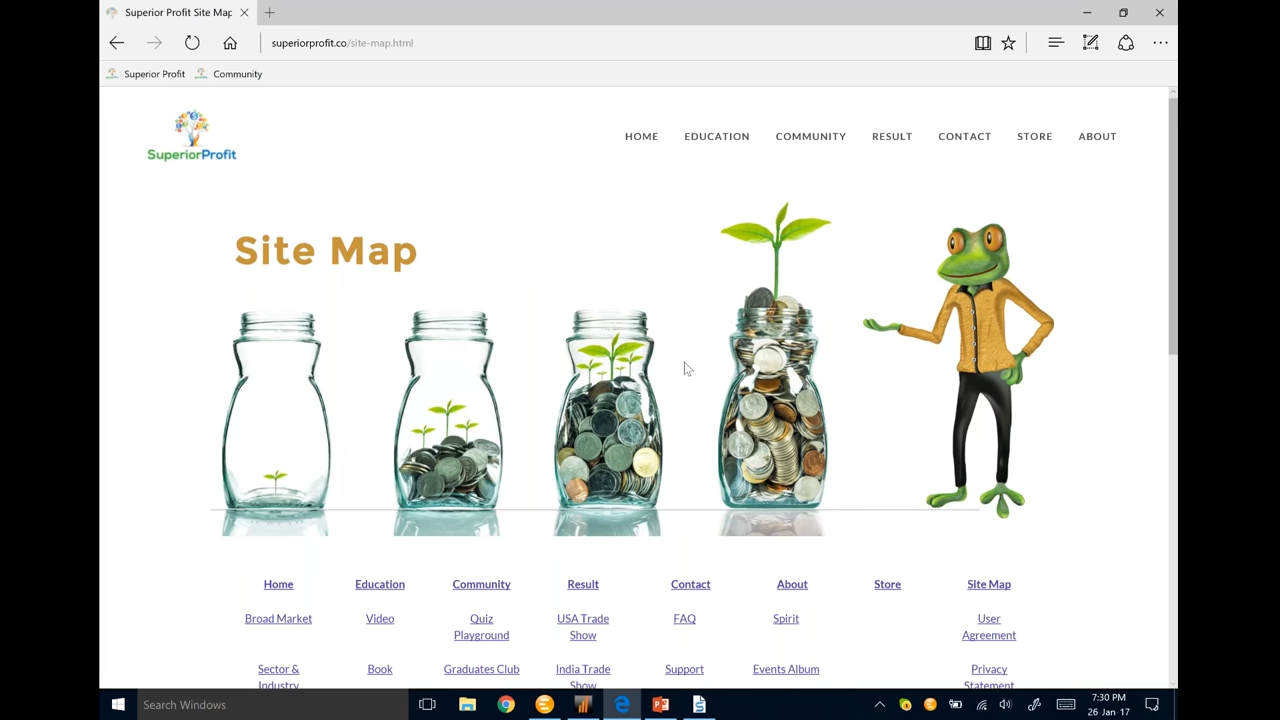 Superior Profit Site Map
superiorprofit.co/site-map.html
Superior Profit
Community
SuperiorProfit
HOME EDUCATION COMMUNITY RESULT CONTACT STORE ABOUT
Site Map
Home Education Community Result Contact About Store Site Map
Broad Market Video Quiz USA Trade FAQ Spirit User
Playground Show Agreement
Sector & Book Graduates Club India Trade Support Events Album Privacy
Industry Show Statement
Search Windows
7:30 PM
26-Jan-17